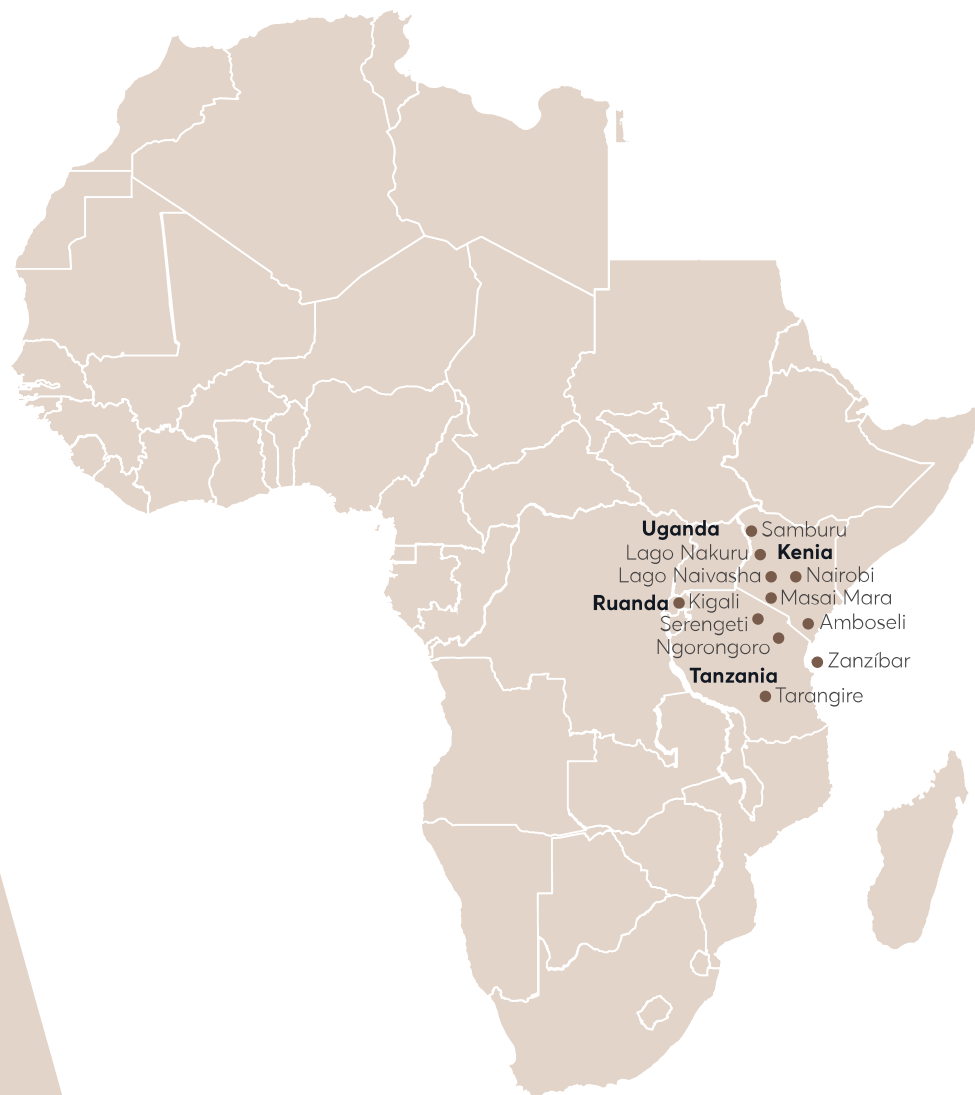 Uganda
Samburu
Lago Nakuru
Kenia
Lago Naivasha
Nairobi
Masai Mara
Ruanda
Kigali
Serengeti
Amboseli
Ngorongoro
Zanzíbar
Tanzania
Tarangire